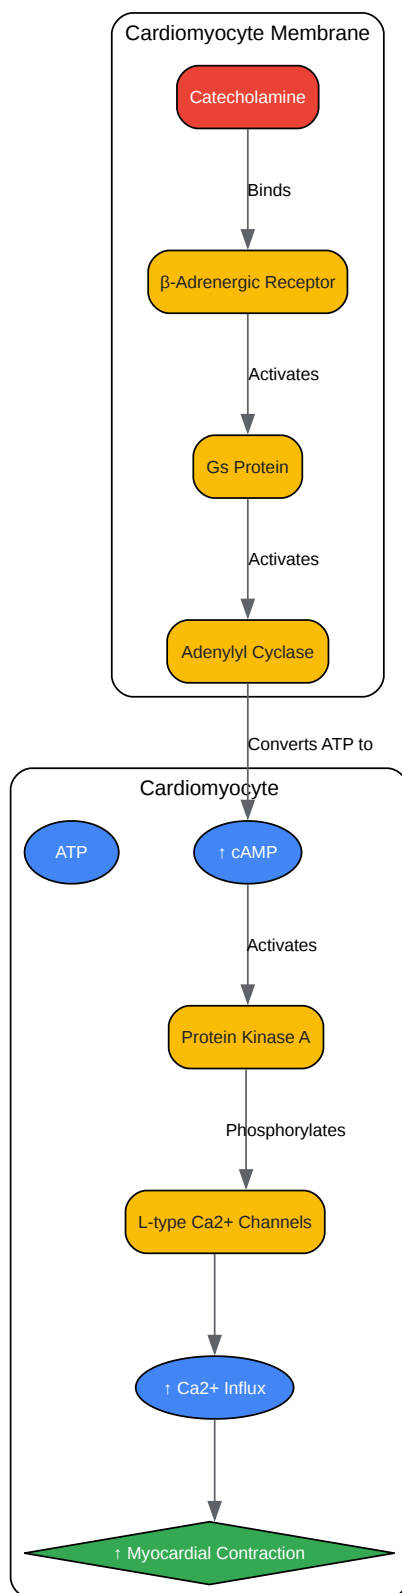 Cardiomyocyte Membrane
Catecholamine
Binds
β-Adrenergic Receptor
Activates
Gs Protein
Activates
Adenylyl Cyclase
Converts ATP to
Cardiomyocyte
ATP
↑ cAMP
Activates
Protein Kinase A
Phosphorylates
L-type Ca2+ Channels
↑ Ca2+ Influx
↑ Myocardial Contraction